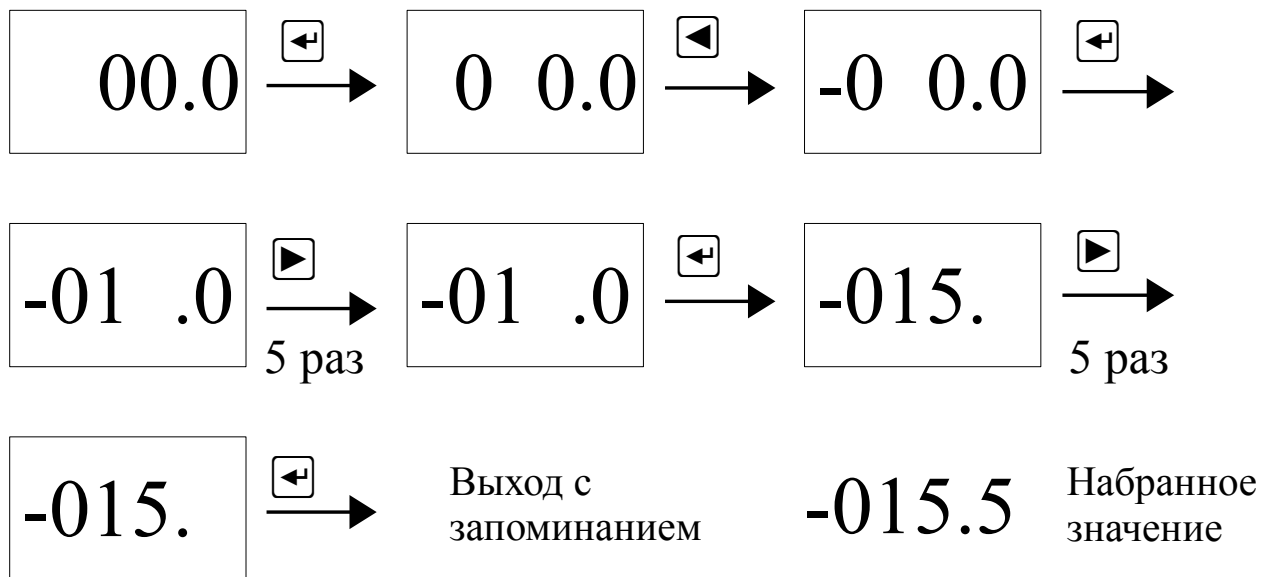 00.0
0 0.0
-0 0.0
-01 .0
5 раз
-01 .0
-015.
5 раз
-015.
Выход с
запоминанием
-015.5
Набранное
значение